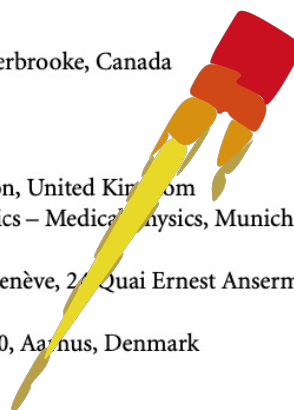 erbrooke, Canada
on, United Kingdom
ics – Medical Physics, Munich
enève, 24 Quai Ernest Anserm
0, Aarhus, Denmark